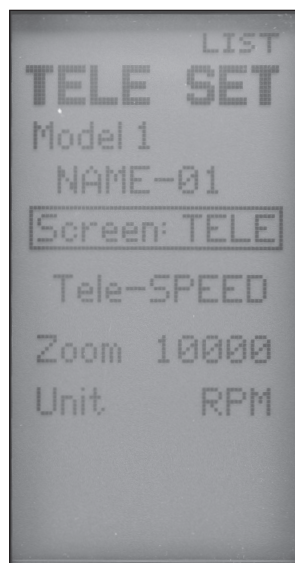 LIST
TELE SET
Model 1
NAME-01
Screen: TELE
Tele-SPEED
Zoom 10000
Unit RPM